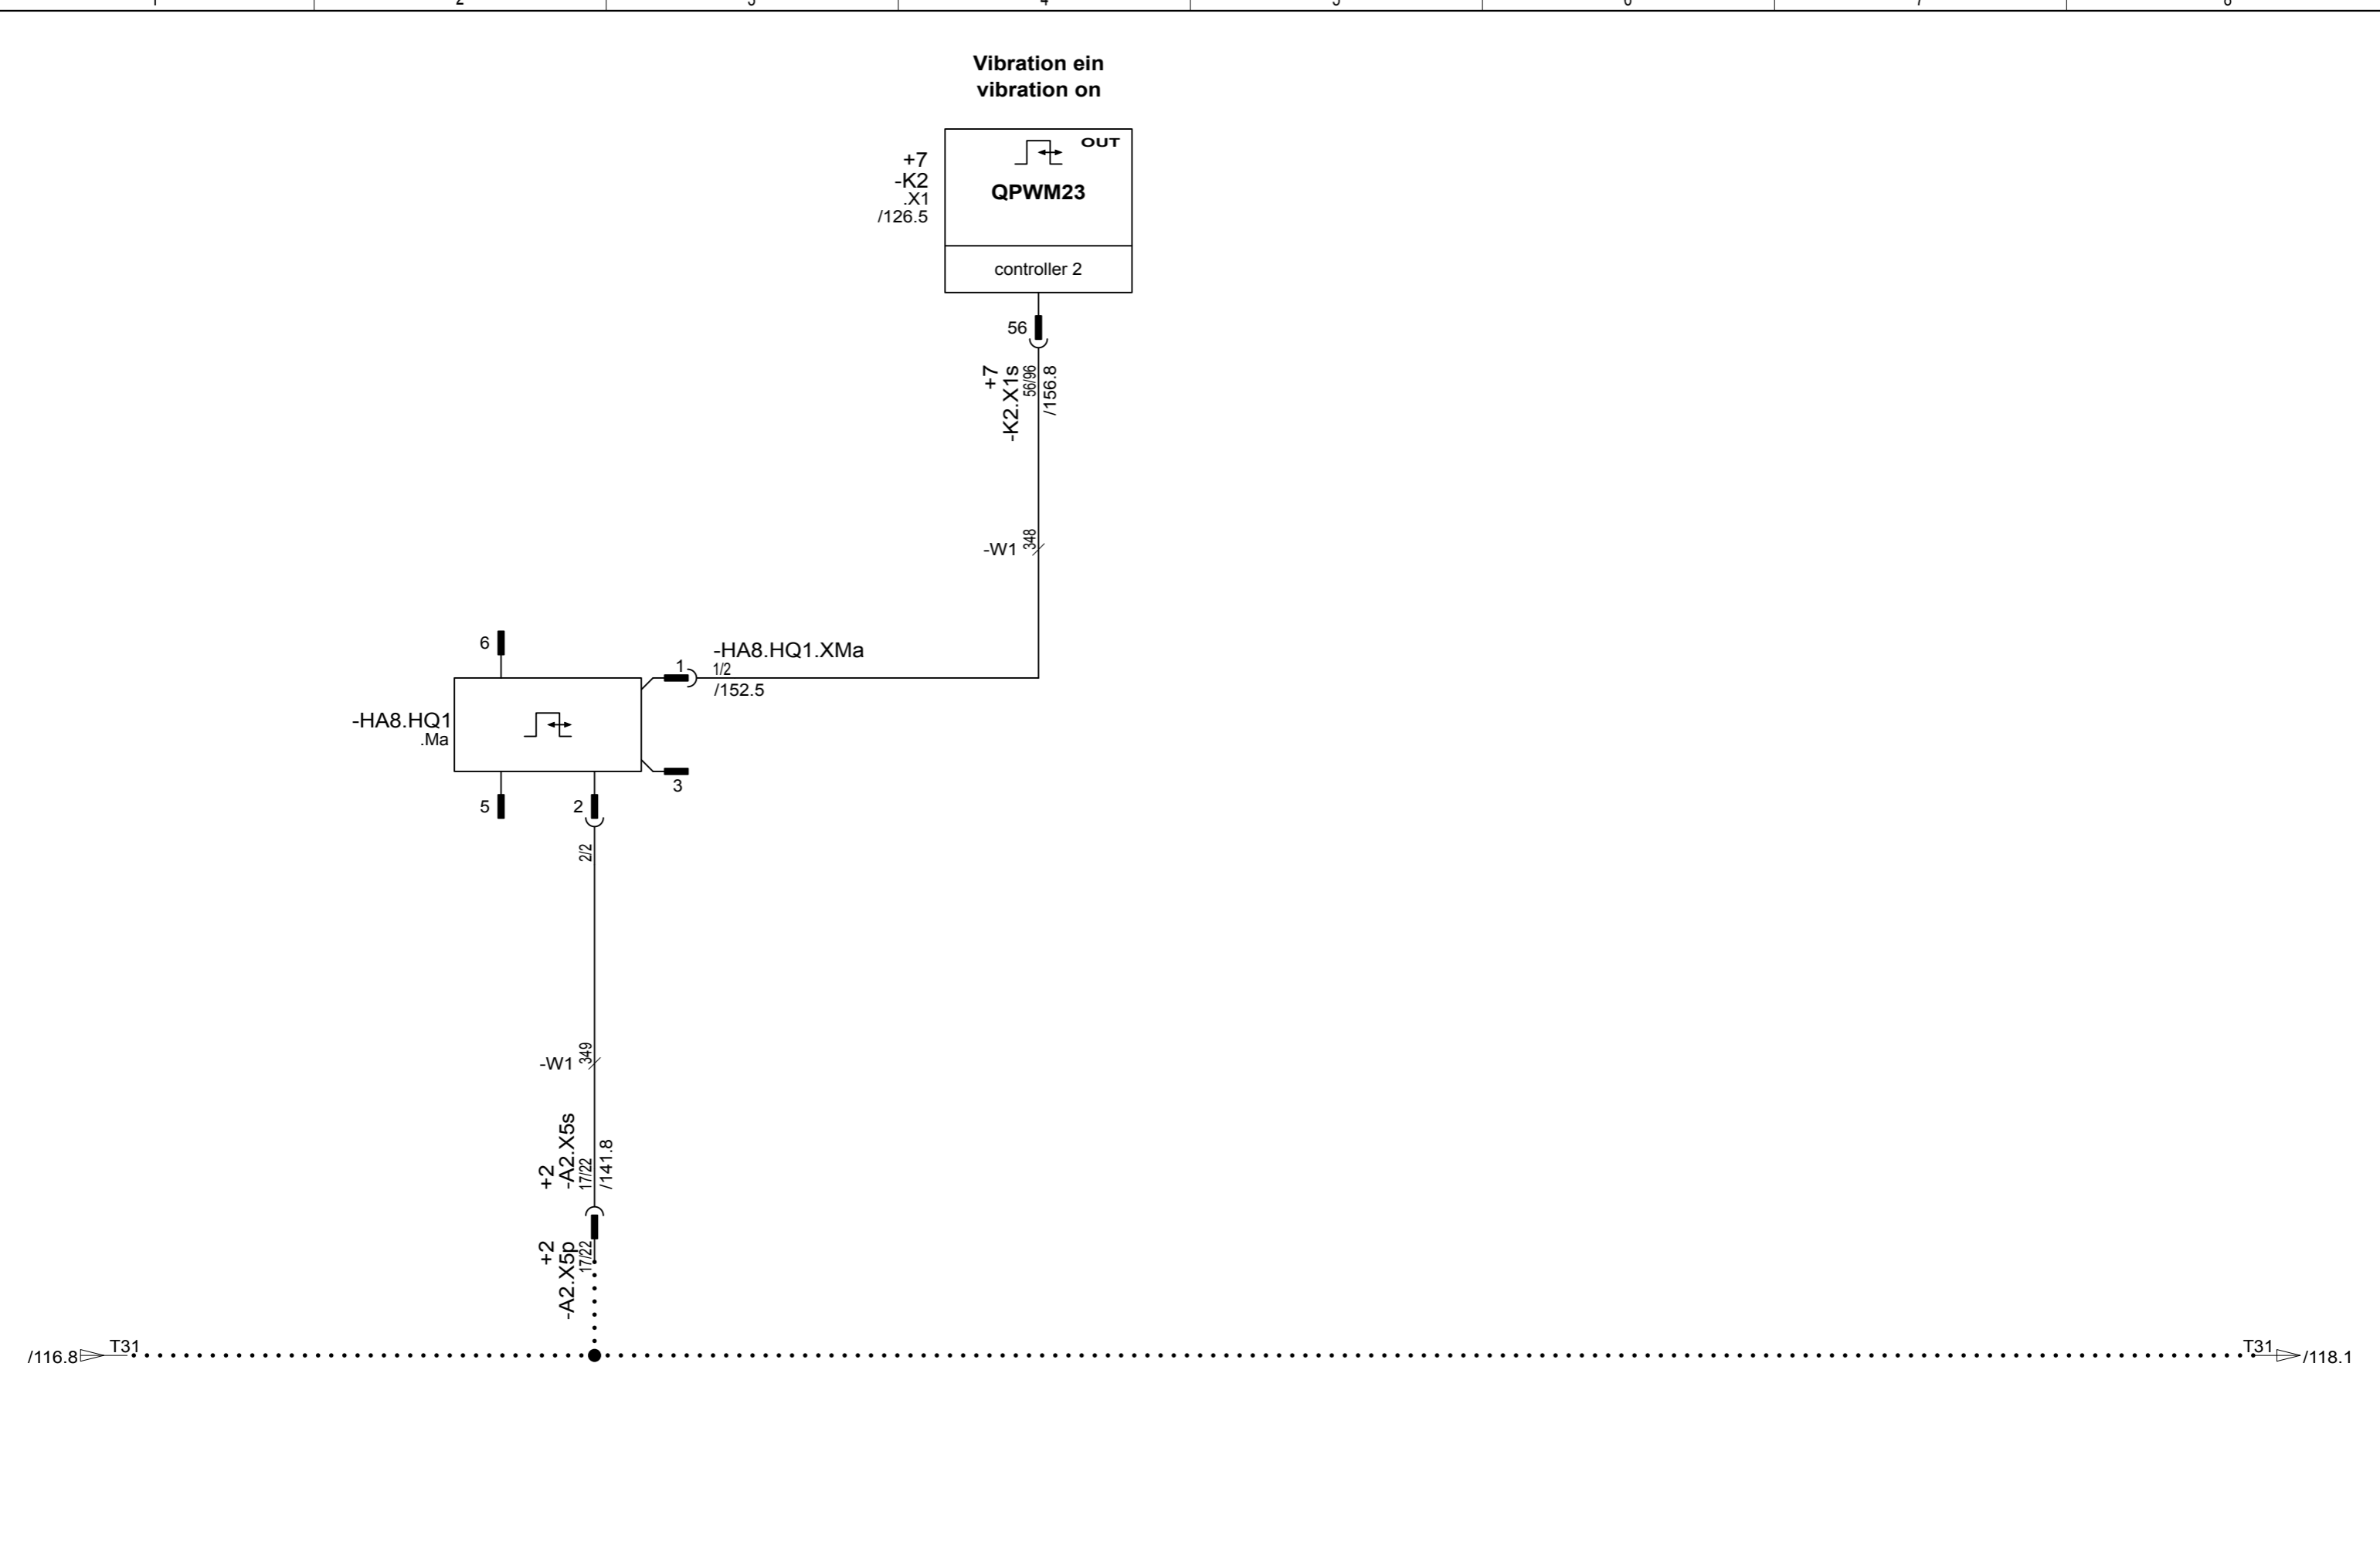 Vibration ein
vibration on
OUT
+7
-K2
.X1
/126.5
QPWM23
controller 2
56
+7
-K2.X1s
56/96
/156.8
-W1
348
6
1
-HA8.HQ1.XMa
1/2
/152.5
-HA8.HQ1
.Ma
3
5
2
2/2
-W1
349
+2
-A2.X5s
17/22
/141.8
+2
-A2.X5p
17/22
/116.8
T31
T31
/118.1